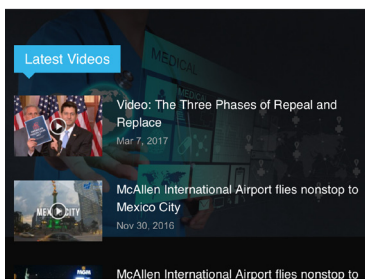 MEDICAL
Latest Videos
Video: The Three Phases of Repeal and
Replace
Mar 7, 2017
McAllen International Airport flies nonstop to
Mexico City
Nov 30, 2016
McAllen International Airport flies nonstop to